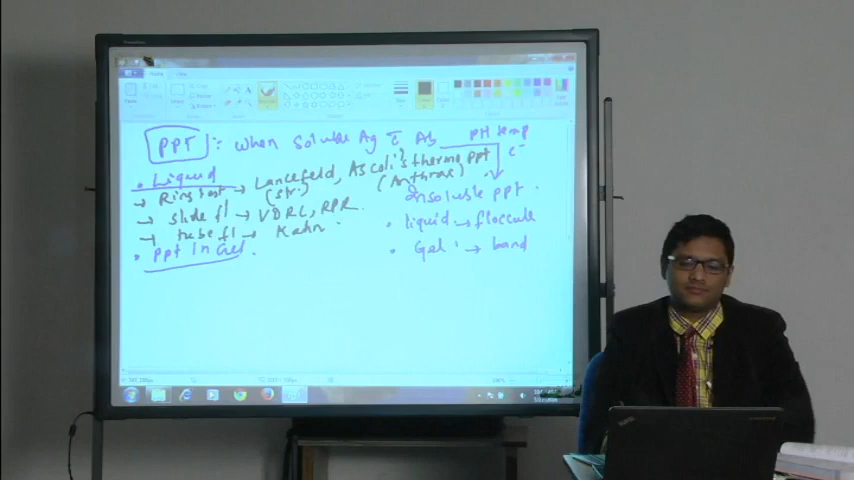 PPT :: when soluble Ag c̄ Ab pH temp
e-
insoluble ppt.
• Liquid
→ Ring test → Lancefeld, Ascoli's thermo ppt
(Str.) (Anthrax)
→ slide fl → VDRL, RPR.
→ tube fl → Kahn
• ppt in Gel.
• liquid → floccule
• Gel → band
ThinkPad